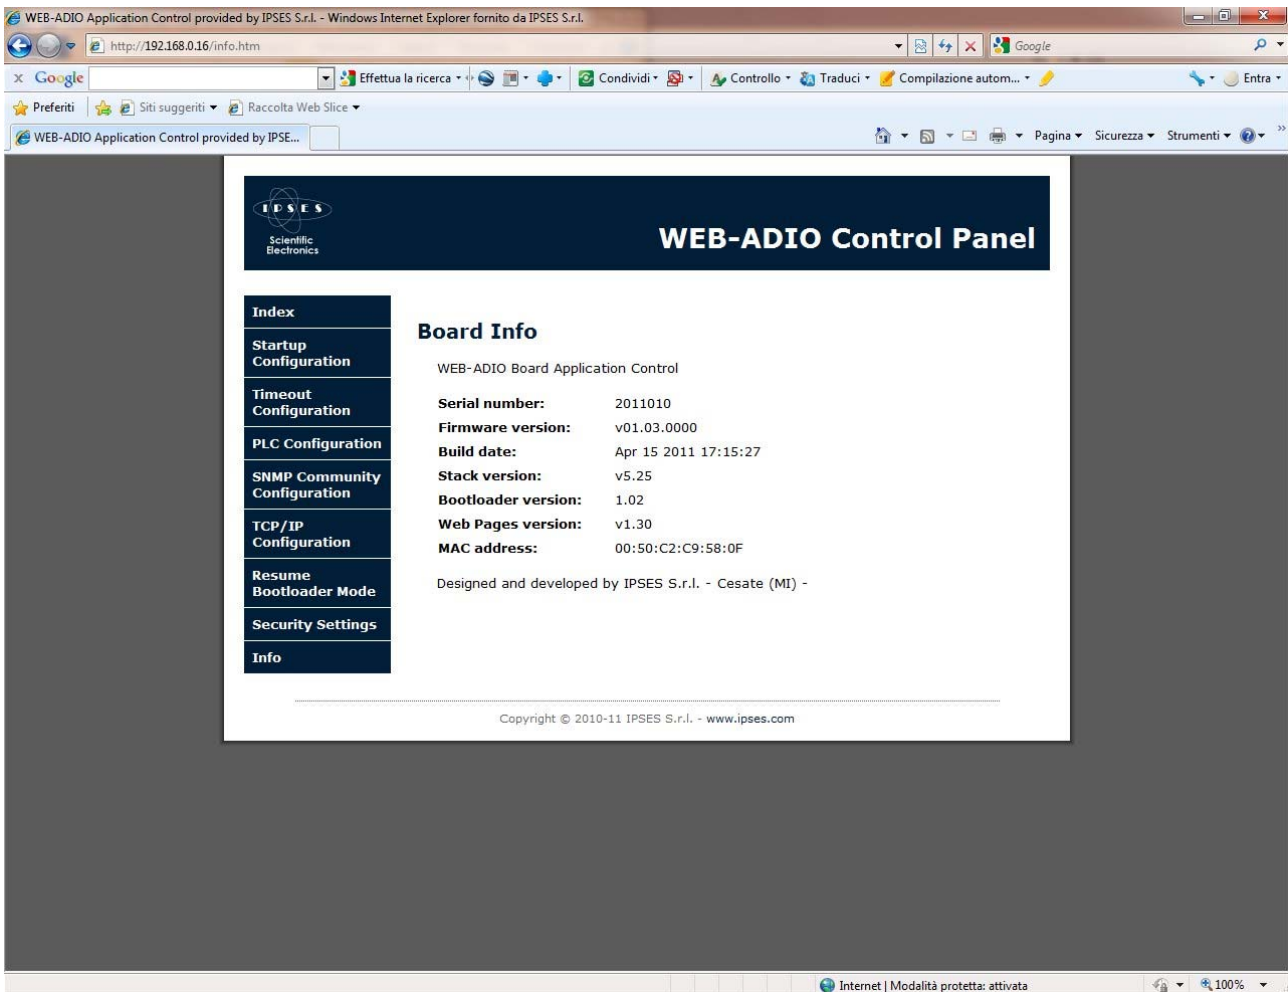 WEB-ADIO Application Control provided by IPSES S.r.l. - Windows Internet Explorer fornito da IPSES S.r.l.
http://192.168.0.16/info.htm
Google
x Google
Effettua la ricerca
Condividi
Controllo
Traduci
Compilazione autom...
Entra
Preferiti
Siti suggeriti
Raccolta Web Slice
WEB-ADIO Application Control provided by IPSE...
Pagina
Sicurezza
Strumenti
IPSES
Scientific
Electronics
WEB-ADIO Control Panel
Index
Startup
Configuration
Timeout
Configuration
PLC Configuration
SNMP Community
Configuration
TCP/IP
Configuration
Resume
Bootloader Mode
Security Settings
Info
Board Info
WEB-ADIO Board Application Control
Serial number: 2011010
Firmware version: v01.03.0000
Build date: Apr 15 2011 17:15:27
Stack version: v5.25
Bootloader version: 1.02
Web Pages version: v1.30
MAC address: 00:50:C2:C9:58:0F
Designed and developed by IPSES S.r.l. - Cesate (MI) -
Copyright © 2010-11 IPSES S.r.l. - www.ipses.com
Internet | Modalità protetta: attivata
100%